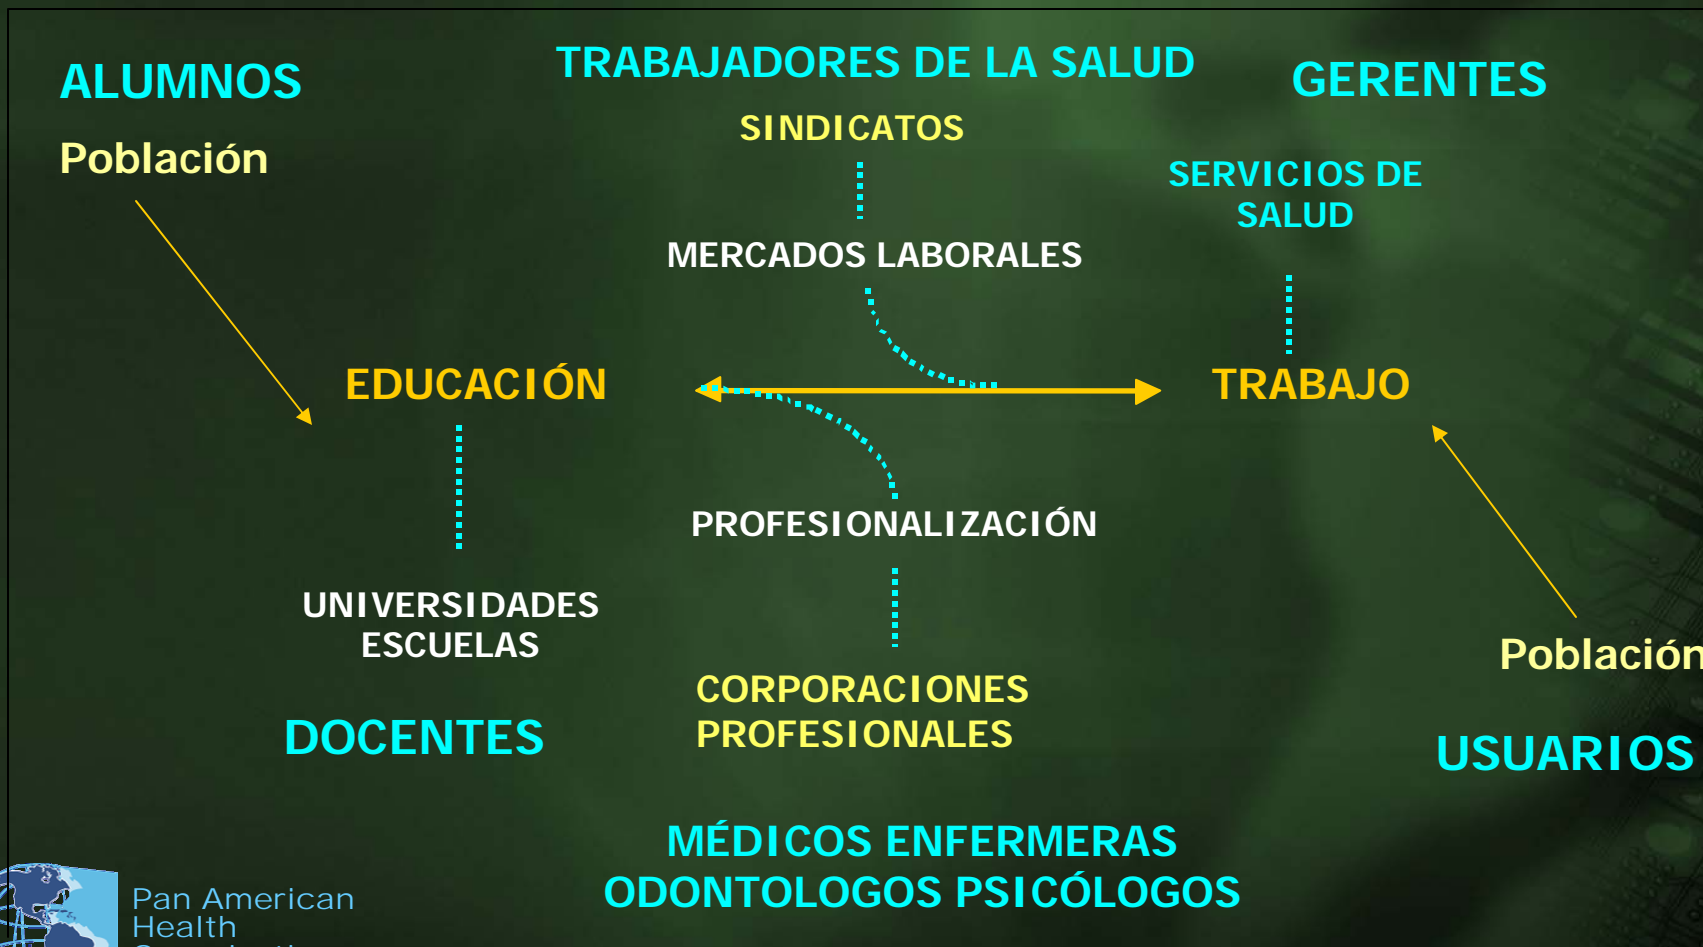 ALUMNOS
TRABAJADORES DE LA SALUD
GERENTES
Población
SINDICATOS
SERVICIOS DE
SALUD
MERCADOS LABORALES
EDUCACIÓN
TRABAJO
PROFESIONALIZACIÓN
UNIVERSIDADES
ESCUELAS
CORPORACIONES
PROFESIONALES
Población
DOCENTES
USUARIOS
MÉDICOS ENFERMERAS
ODONTOLOGOS PSICÓLOGOS
Pan American
Health